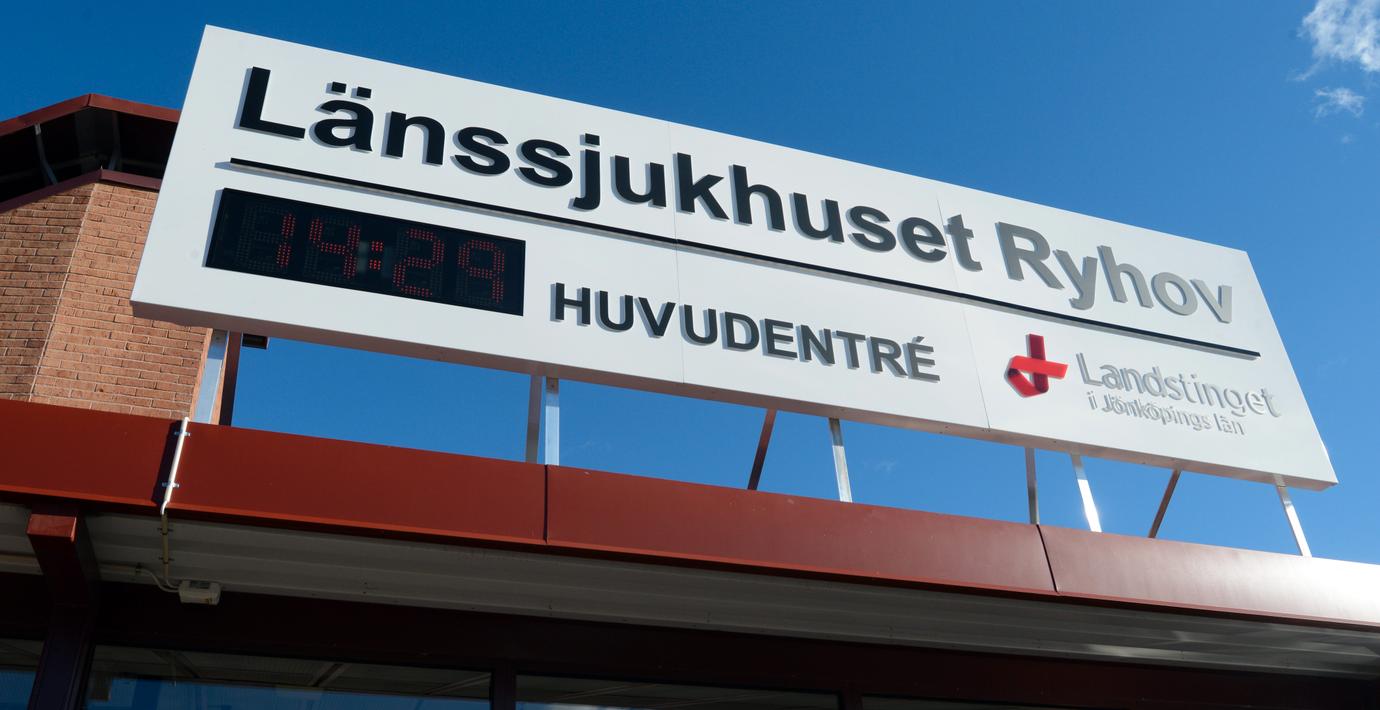 Länssjukhuset Ryhov
14:29
HUVUDENTRÉ
Landstinget
i Jönköpings län